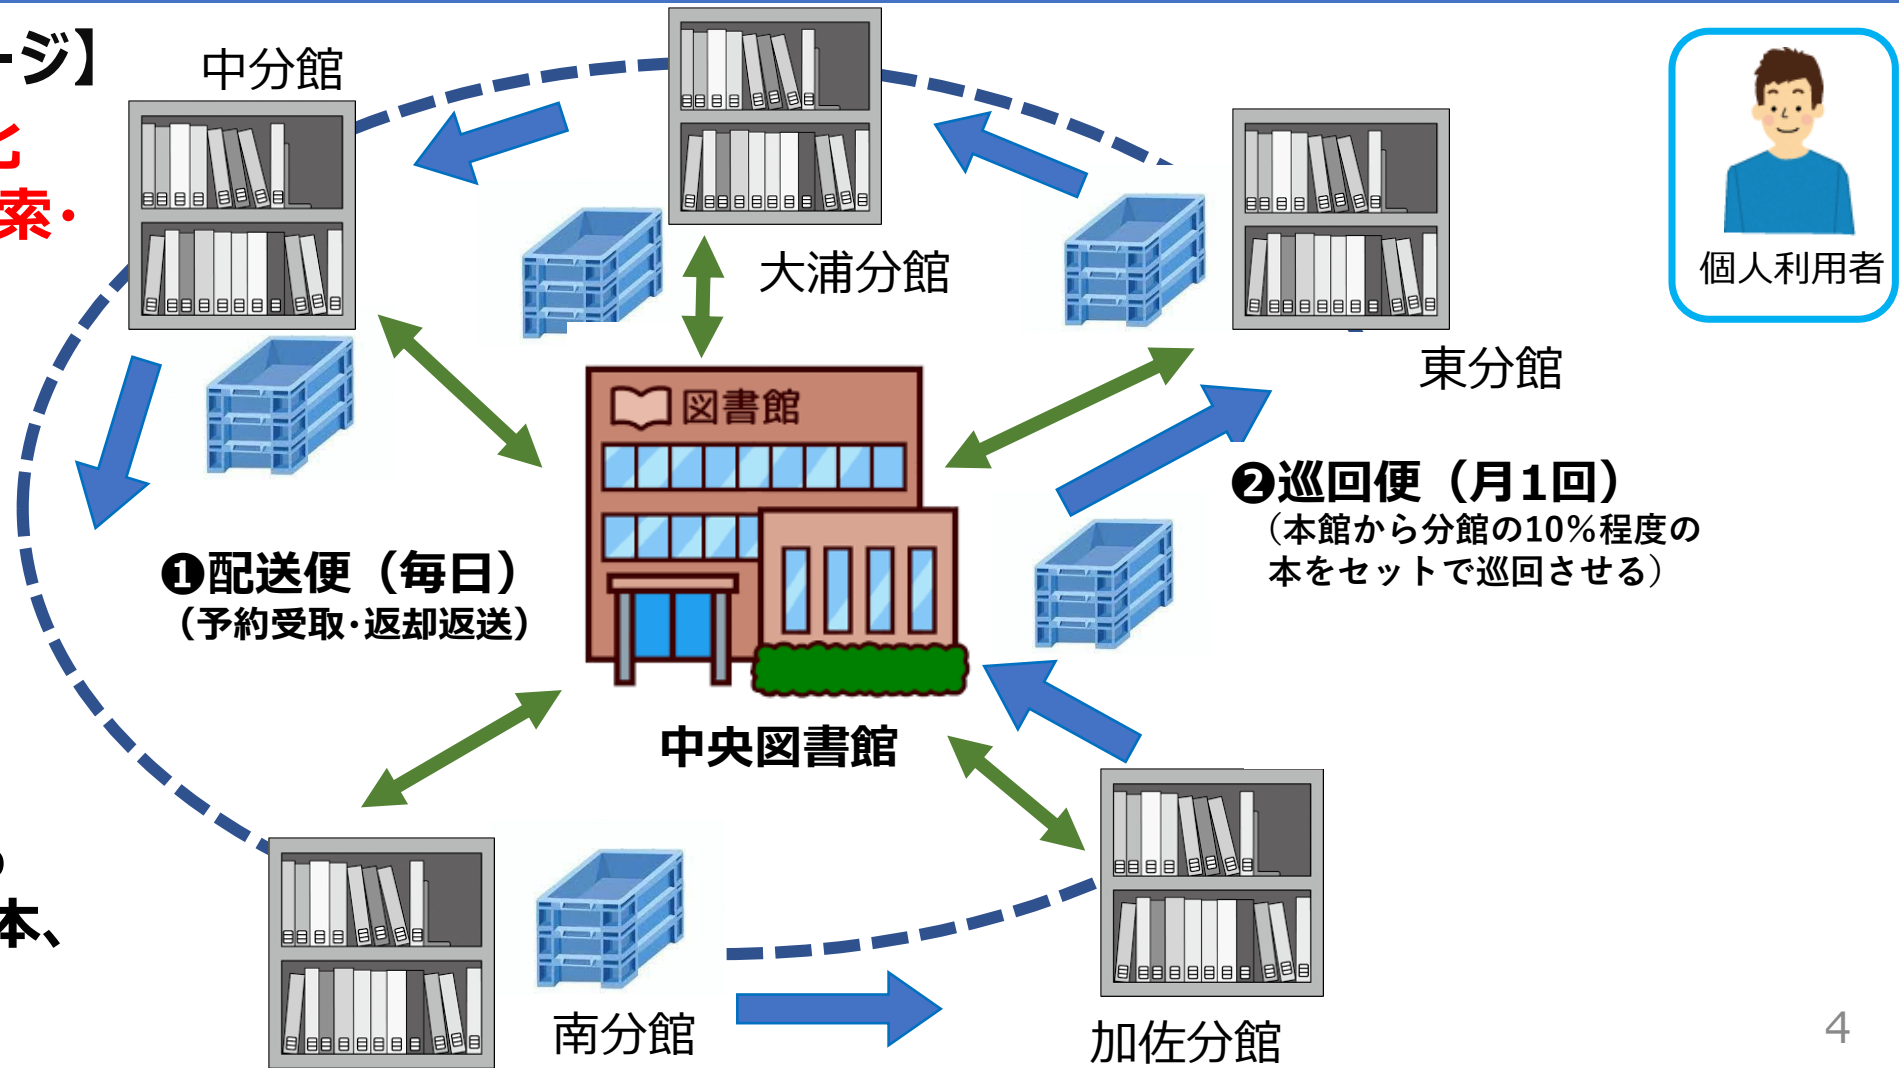 ージ】
中分館
化
索・
大浦分館
個人利用者
東分館
図書館
❷巡回便（月1回）
（本館から分館の10％程度の
本をセットで巡回させる）
❶配送便（毎日）
（予約受取・返却返送）
中央図書館
本、
南分館
加佐分館
4